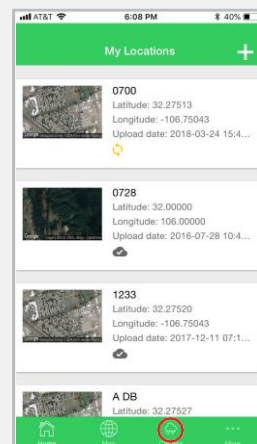 AT&T 6:08 PM 40%
My Locations +
0700
Latitude: 32.27513
Longitude: -106.75043
Upload date: 2018-03-24 15:4...
0728
Latitude: 32.00000
Longitude: 106.00000
Upload date: 2016-07-28 10:4...
1233
Latitude: 32.27520
Longitude: -106.75043
Upload date: 2017-12-11 07:1...
A DB
Latitude: 32.27527